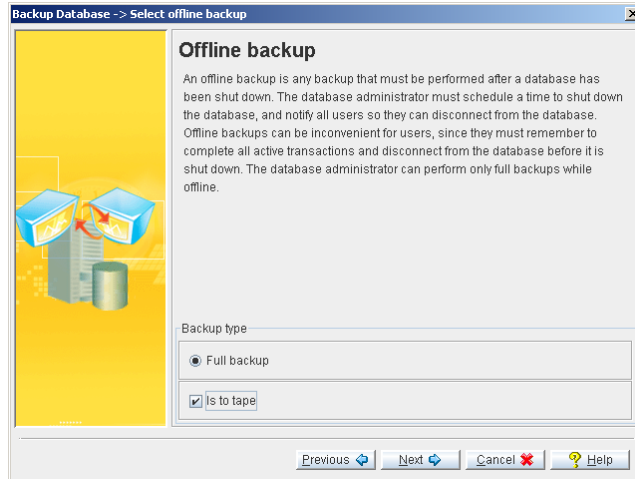 Backup Database -> Select offline backup
Offline backup
An offline backup is any backup that must be performed after a database has
been shut down. The database administrator must schedule a time to shut down
the database, and notify all users so they can disconnect from the database.
Offline backups can be inconvenient for users, since they must remember to
complete all active transactions and disconnect from the database before it is
shut down. The database administrator can perform only full backups while
offline.
Backup type
Full backup
Is to tape
Previous Next Cancel Help